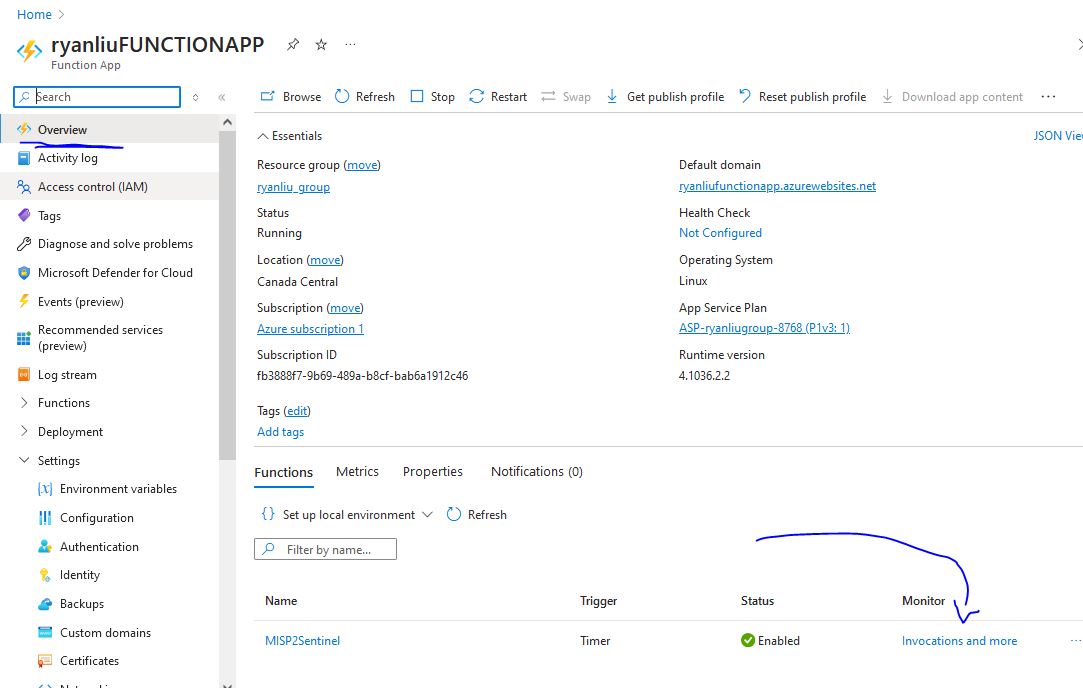 Home
ryanliuFUNCTIONAPP
Function App
Search
Overview
Activity log
Access control (IAM)
Tags
Diagnose and solve problems
Microsoft Defender for Cloud
Events (preview)
Recommended services
(preview)
Log stream
Functions
Deployment
Settings
Environment variables
Configuration
Authentication
Identity
Backups
Custom domains
Certificates
Browse Refresh Stop Restart Swap Get publish profile Reset publish profile Download app content ...
Essentials
JSON Vie
Resource group (move)
ryanliu_group
Status
Running
Location (move)
Canada Central
Subscription (move)
Azure subscription 1
Subscription ID
fb3888f7-9b69-489a-b8cf-bab6a1912c46
Default domain
ryanliufunctionapp.azurewebsites.net
Health Check
Not Configured
Operating System
Linux
App Service Plan
ASP-ryanliugroup-8768 (P1v3: 1)
Runtime version
4.1036.2.2
Tags (edit)
Add tags
Functions Metrics Properties Notifications (0)
{} Set up local environment Refresh
Filter by name...
Name Trigger Status Monitor
MISP2Sentinel Timer Enabled Invocations and more ...